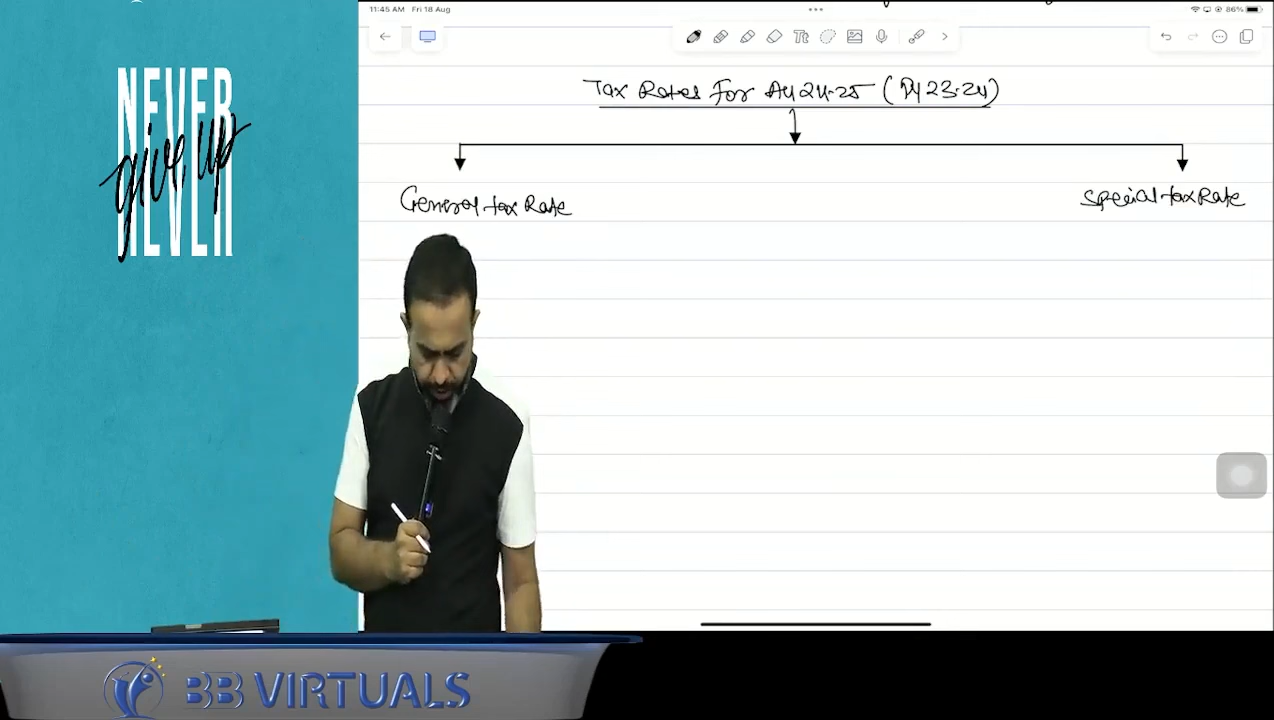 11:45 AM Fri 18 Aug
86%
NEVER
give up
NEVER
Tax Rates For AY 24-25 (PY 23-24)
General tax Rate
Special tax Rate
BB VIRTUALS